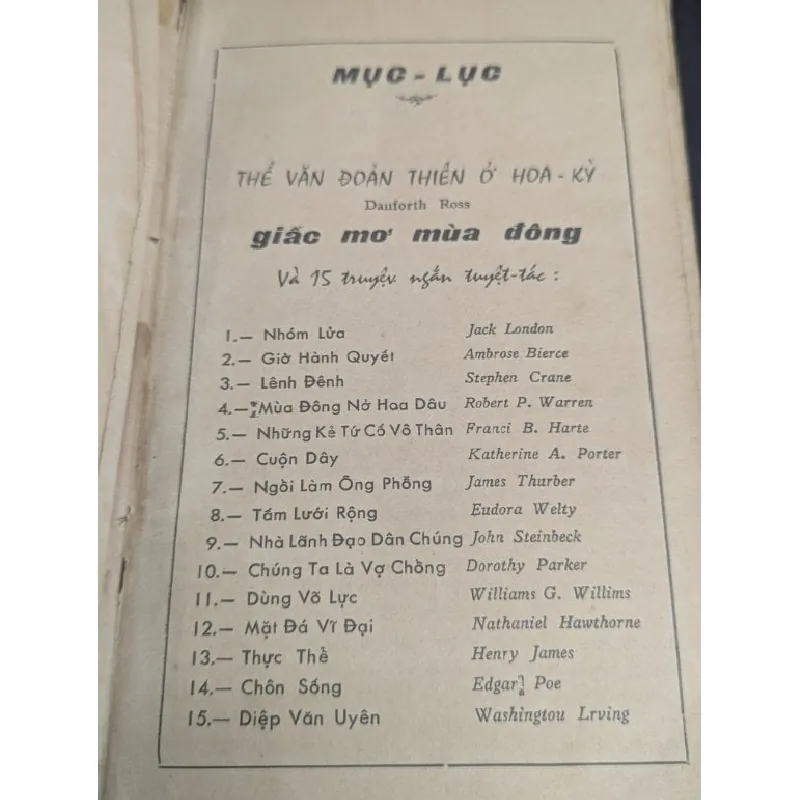 MỤC - LỤC
THỂ VĂN ĐOẢN THIÊN Ở HOA - KỲ
Danforth Ross
giấc mơ mùa đông
Và 15 truyện ngắn tuyệt-tác :
1.— Nhóm Lửa Jack London
2.— Giờ Hành Quyết Ambrose Bierce
3.— Lênh Đênh Stephen Crane
4.— Mùa Đông Nở Hoa Dâu Robert P. Warren
5.— Những Kẻ Tứ Cố Vô Thân Franci B. Harte
6.— Cuộn Dây Katherine A. Porter
7.— Ngồi Làm Ông Phỗng James Thurber
8.— Tấm Lưới Rộng Eudora Welty
9.— Nhà Lãnh Đạo Dân Chúng John Steinbeck
10.— Chúng Ta Là Vợ Chồng Dorothy Parker
11.— Dùng Võ Lực Williams G. Willims
12.— Mặt Đá Vĩ Đại Nathaniel Hawthorne
13.— Thực Thể Henry James
14.— Chôn Sống Edgar Poe
15.— Diệp Văn Uyên Washingtou Lrving